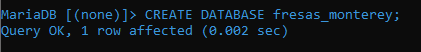 MariaDB [(none)]> CREATE DATABASE fresas_monterey;
Query OK, 1 row affected (0.002 sec)